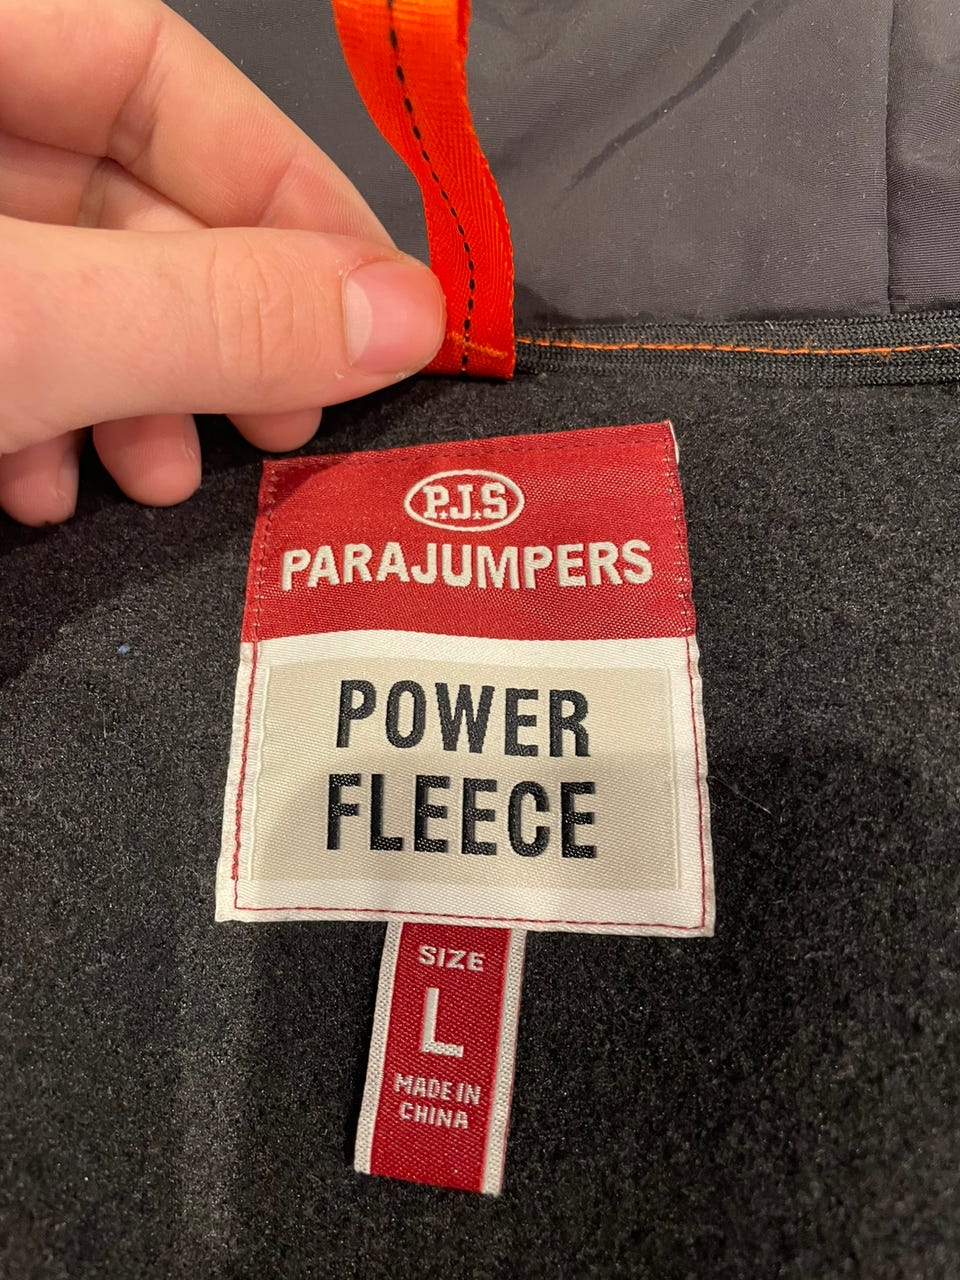 P.J.S
PARAJUMPERS
POWER
FLEECE
SIZE
L
MADE IN
CHINA